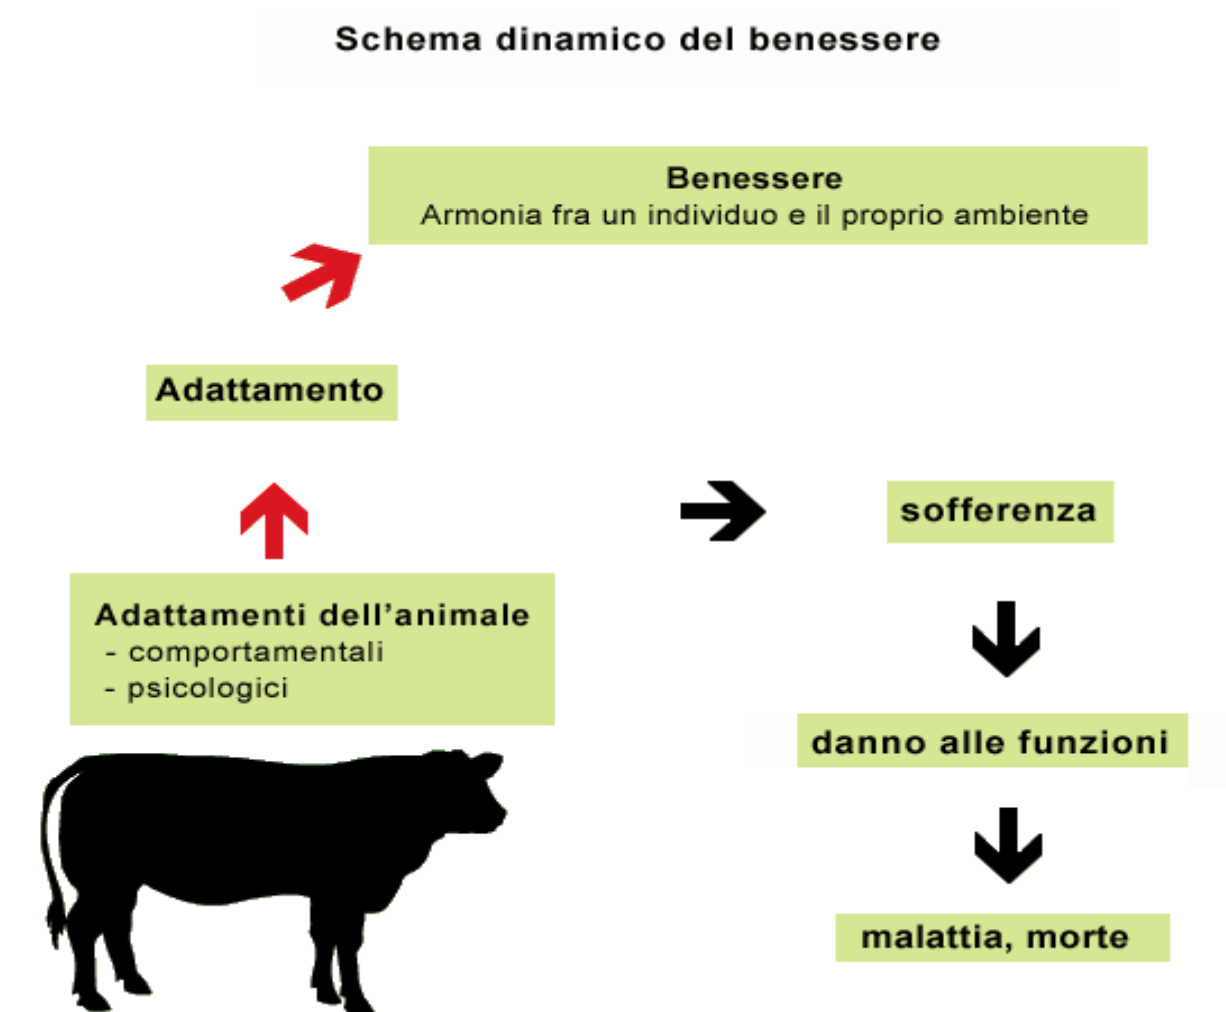 Schema dinamico del benessere
Benessere
Armonia fra un individuo e il proprio ambiente
Adattamento
sofferenza
Adattamenti dell'animale
- comportamentali
- psicologici
danno alle funzioni
malattia, morte